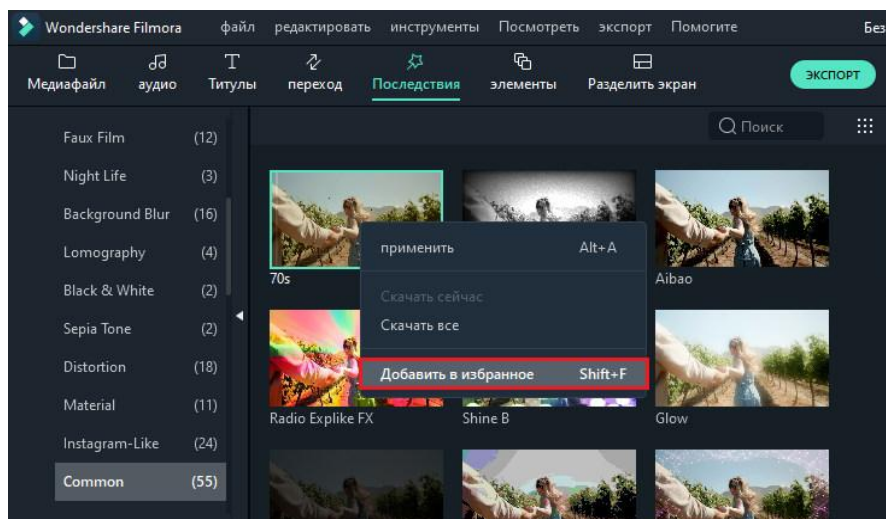 Wondershare Filmora файл редактировать инструменты Посмотреть экспорт Помогите Без
Медиафайл аудио Титулы переход Последствия элементы Разделить экран экспорт
Поиск
Faux Film (12)
Night Life (3)
Background Blur (16)
Lomography (4)
Black & White (2)
Sepia Tone (2)
Distortion (18)
Material (11)
Instagram-Like (24)
Common (55)
применить Alt+A
Скачать сейчас
Скачать все
Добавить в избранное Shift+F
70s
Aibao
Radio Explike FX
Shine B
Glow